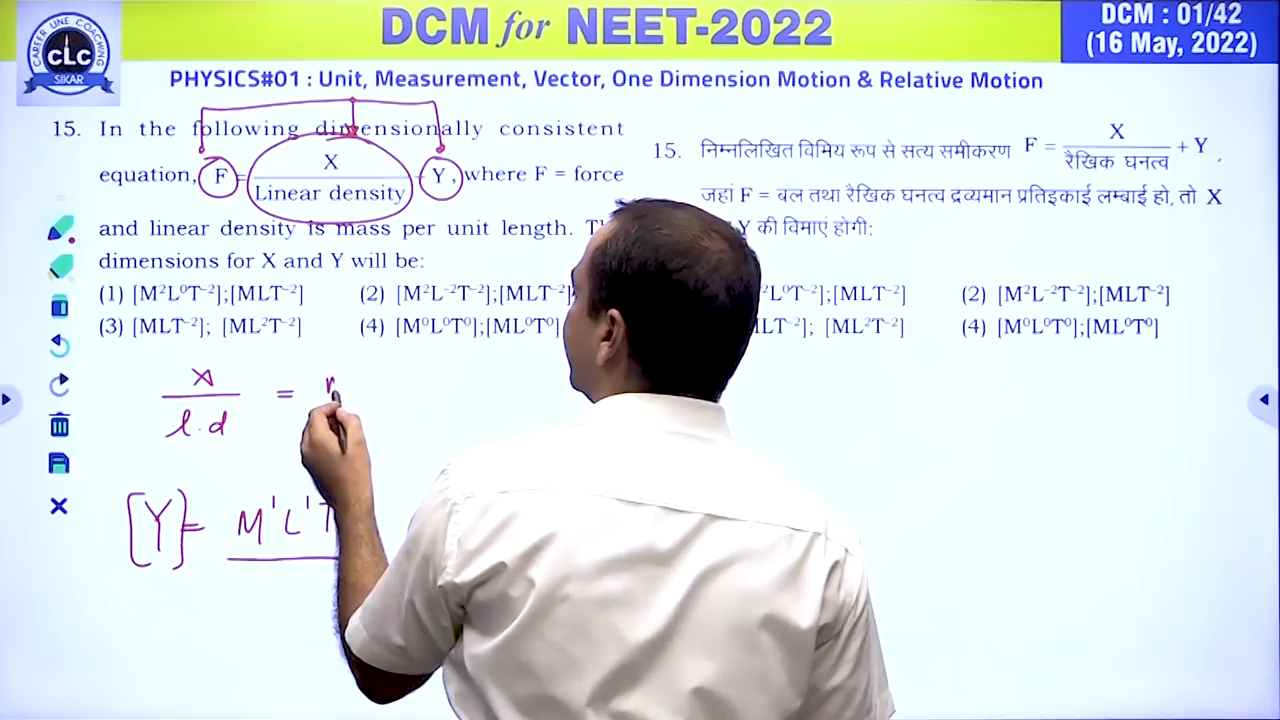 DCM for NEET-2022
DCM : 01/42
(16 May, 2022)
CAREER LINE COACHING
CLC
SIKAR
PHYSICS#01 : Unit, Measurement, Vector, One Dimension Motion & Relative Motion
15. In the following dimensionally consistent
equation, F = X / Linear density Y, where F = force
and linear density is mass per unit length. T
dimensions for X and Y will be:
(1) [M²L⁰T⁻²];[MLT⁻²] (2) [M²L⁻²T⁻²];[MLT⁻²]
(3) [MLT⁻²]; [ML²T⁻²] (4) [M⁰L⁰T⁰];[ML⁰T⁰]
15. निम्नलिखित विमिय रूप से सत्य समीकरण F = X / रैखिक घनत्व + Y .
जहां F = बल तथा रैखिक घनत्व द्रव्यमान प्रतिइकाई लम्बाई हो, तो X
Y की विमाएं होगी:
²L⁰T⁻²];[MLT⁻²] (2) [M²L⁻²T⁻²];[MLT⁻²]
LT⁻²]; [ML²T⁻²] (4) [M⁰L⁰T⁰];[ML⁰T⁰]
x / l.d =
[Y] = M¹L¹T